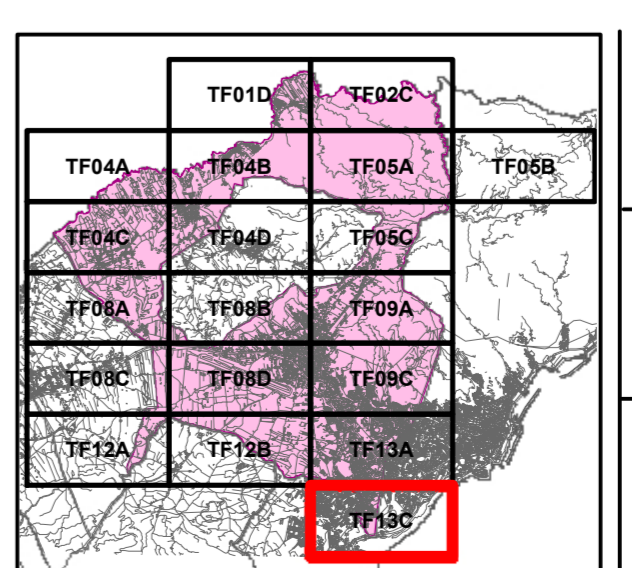 TF01D TF02C
TF04A TF04B TF05A TF05B
TF04C TF04D TF05C
TF08A TF08B TF09A
TF08C TF08D TF09C
TF12A TF12B TF13A
TF13C